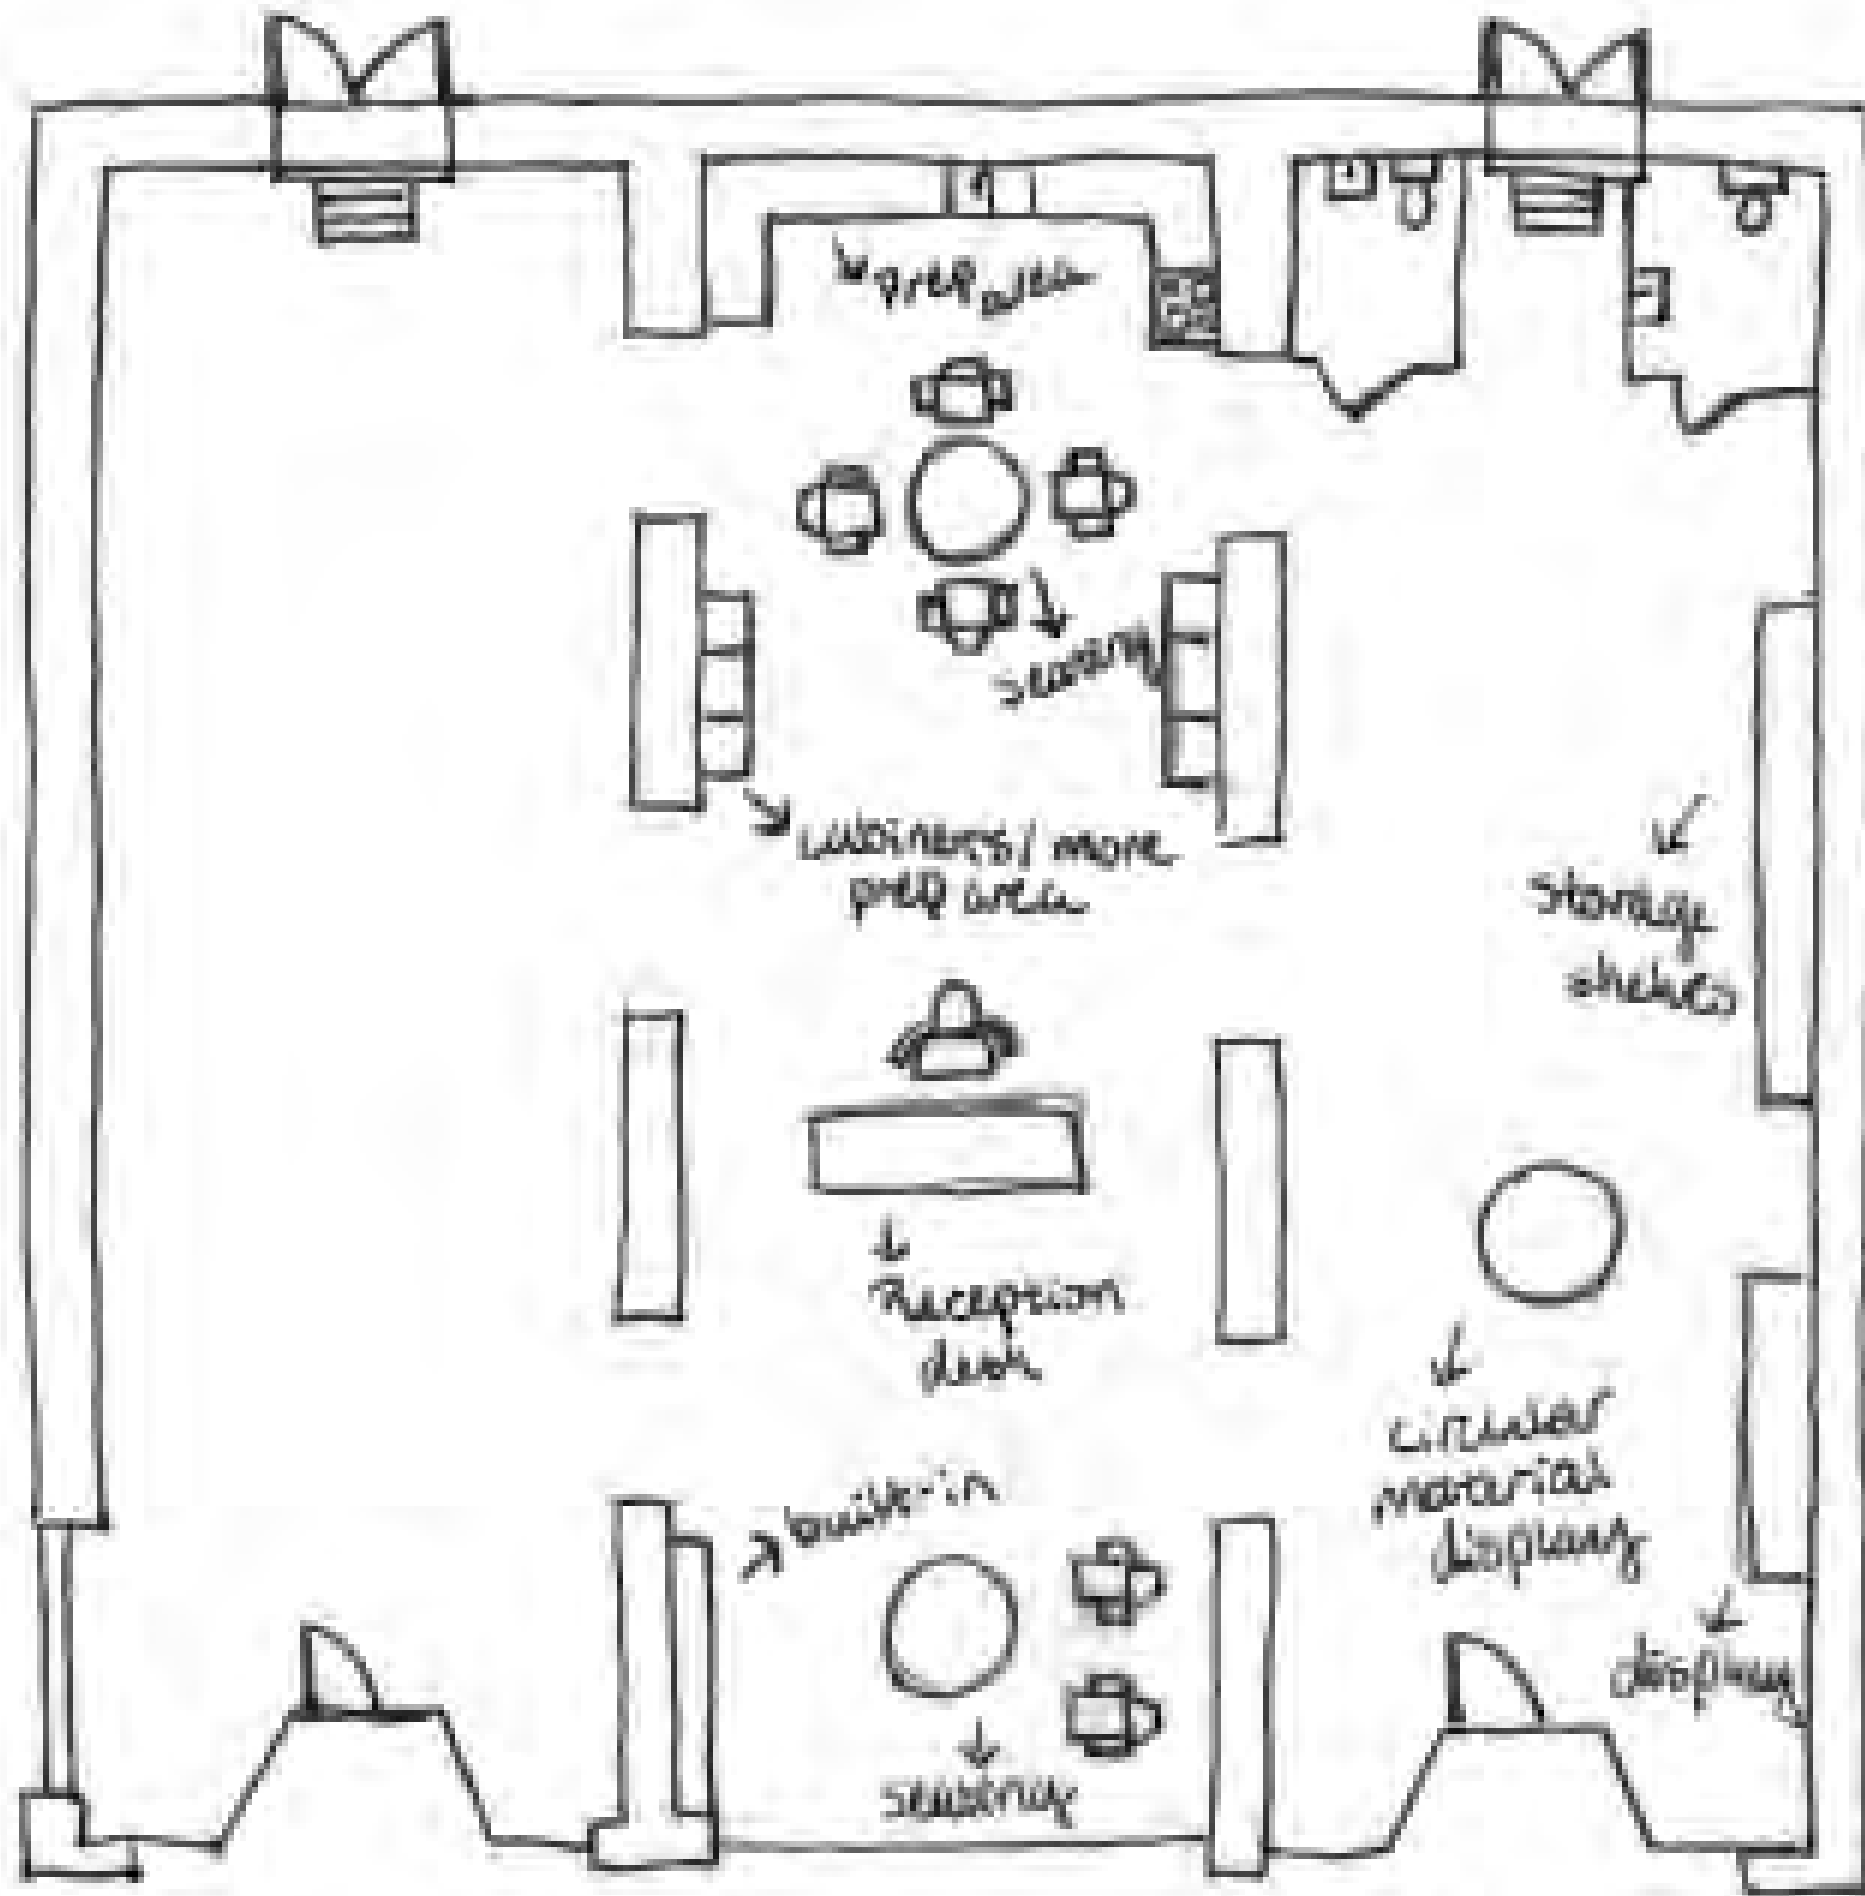 prep area
seating
cabinets/ more
prep area
storage
shelves
Reception
desk
circular
material
display
built-in
display
seating